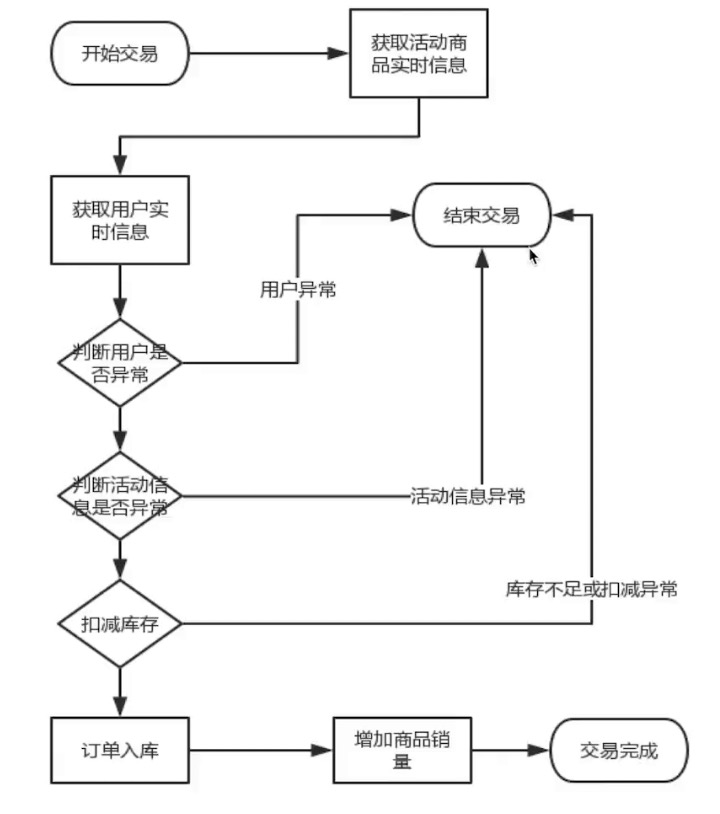 开始交易
获取活动商
品实时信息
获取用户实
时信息
结束交易
用户异常
判断用户是
否异常
判断活动信
息是否异常
活动信息异常
库存不足或扣减异常
扣减库存
订单入库
增加商品销
量
交易完成